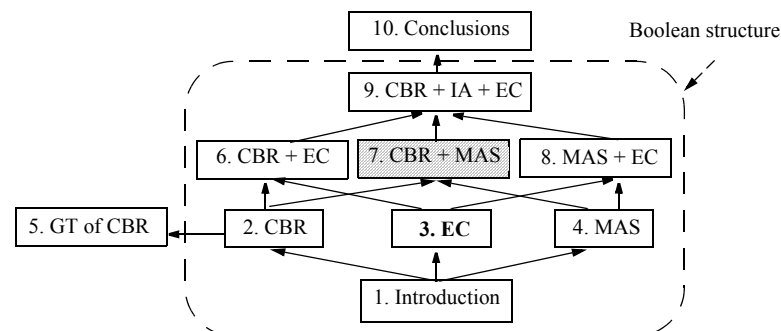 10. Conclusions
Boolean structure
9. CBR + IA + EC
6. CBR + EC
7. CBR + MAS
8. MAS + EC
5. GT of CBR
2. CBR
3. EC
4. MAS
1. Introduction